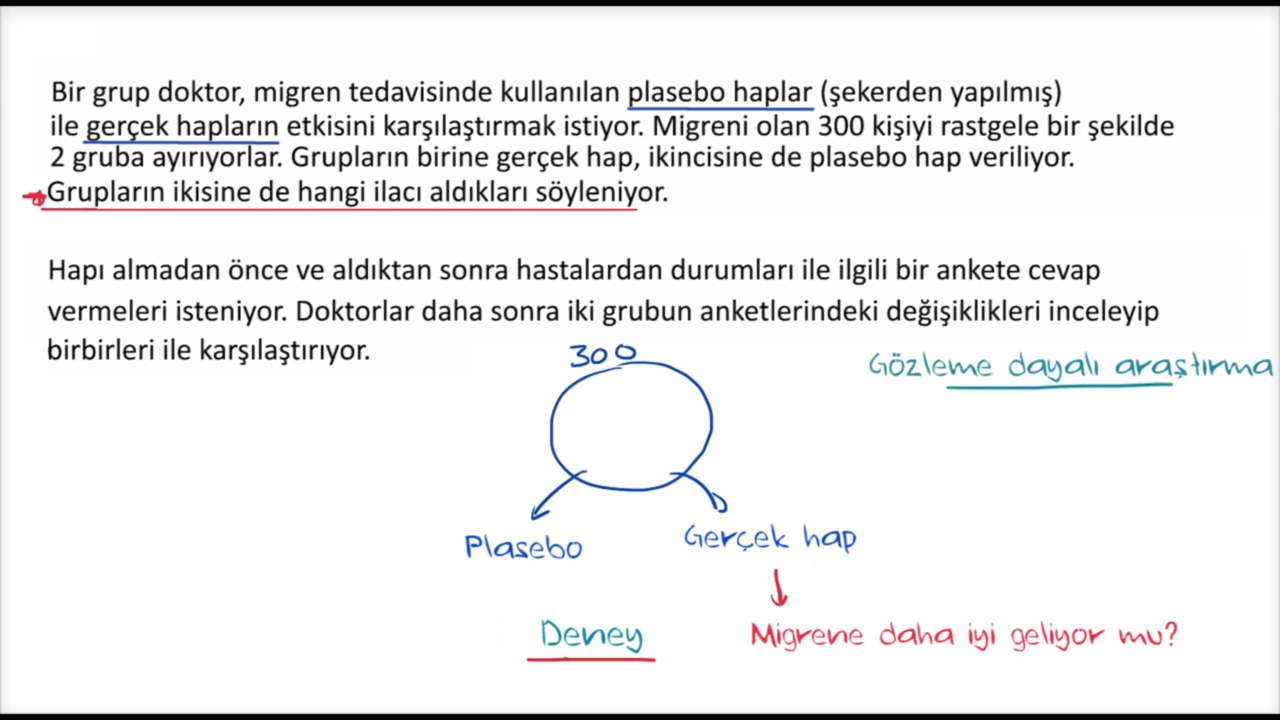 Bir grup doktor, migren tedavisinde kullanılan plasebo haplar (şekerden yapılmış)
ile gerçek hapların etkisini karşılaştırmak istiyor. Migreni olan 300 kişiyi rastgele bir şekilde
2 gruba ayırıyorlar. Grupların birine gerçek hap, ikincisine de plasebo hap veriliyor.
Grupların ikisine de hangi ilacı aldıkları söyleniyor.
Hapı almadan önce ve aldıktan sonra hastalardan durumları ile ilgili bir ankete cevap
vermeleri isteniyor. Doktorlar daha sonra iki grubun anketlerindeki değişiklikleri inceleyip
birbirleri ile karşılaştırıyor.
300
Gözleme dayalı araştırma
Plasebo
Gerçek hap
Deney
Migrene daha iyi geliyor mu?